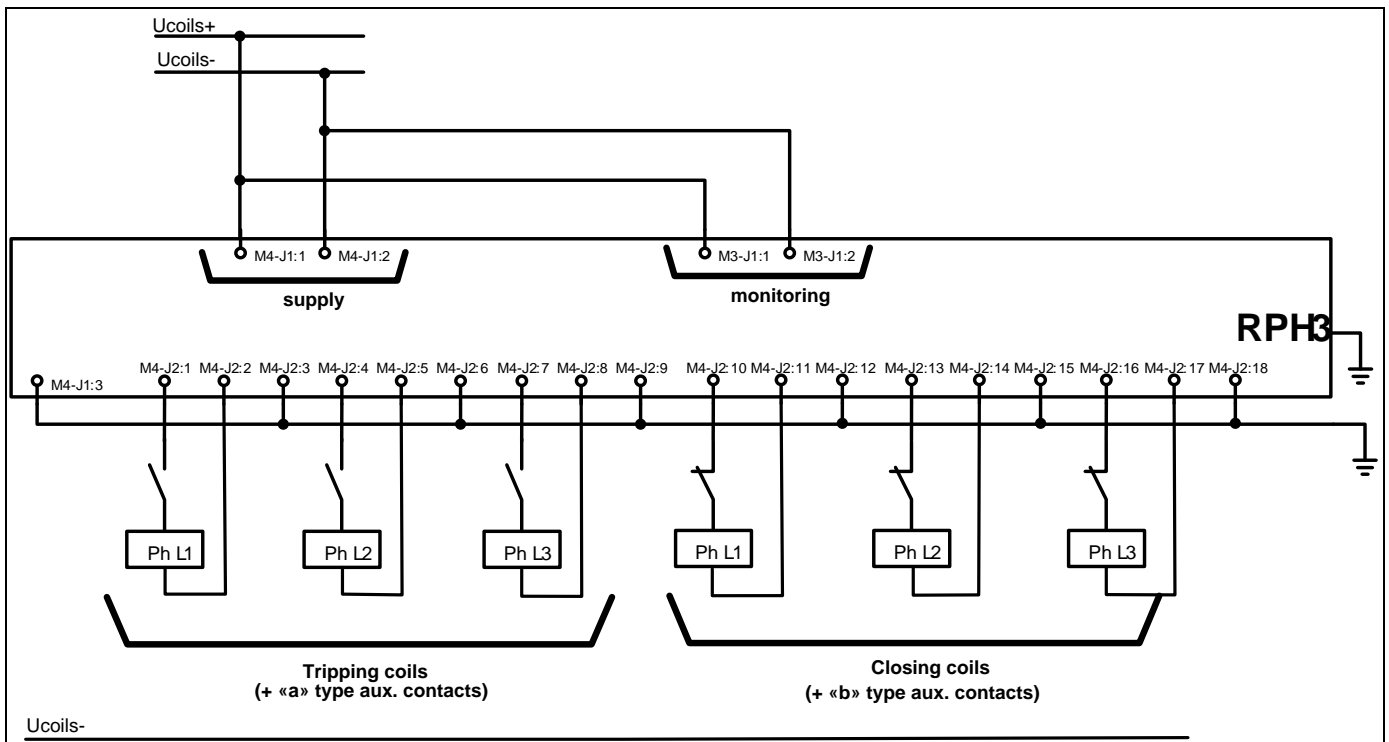 Ucoils+
Ucoils-
M4-J1:1 M4-J1:2 M3-J1:1 M3-J1:2
supply monitoring
RPH3
M4-J1:3 M4-J2:1 M4-J2:2 M4-J2:3 M4-J2:4 M4-J2:5 M4-J2:6 M4-J2:7 M4-J2:8 M4-J2:9 M4-J2:10 M4-J2:11 M4-J2:12 M4-J2:13 M4-J2:14 M4-J2:15 M4-J2:16 M4-J2:17 M4-J2:18
Ph L1 Ph L2 Ph L3 Ph L1 Ph L2 Ph L3
Tripping coils
(+ «a» type aux. contacts)
Closing coils
(+ «b» type aux. contacts)
Ucoils-